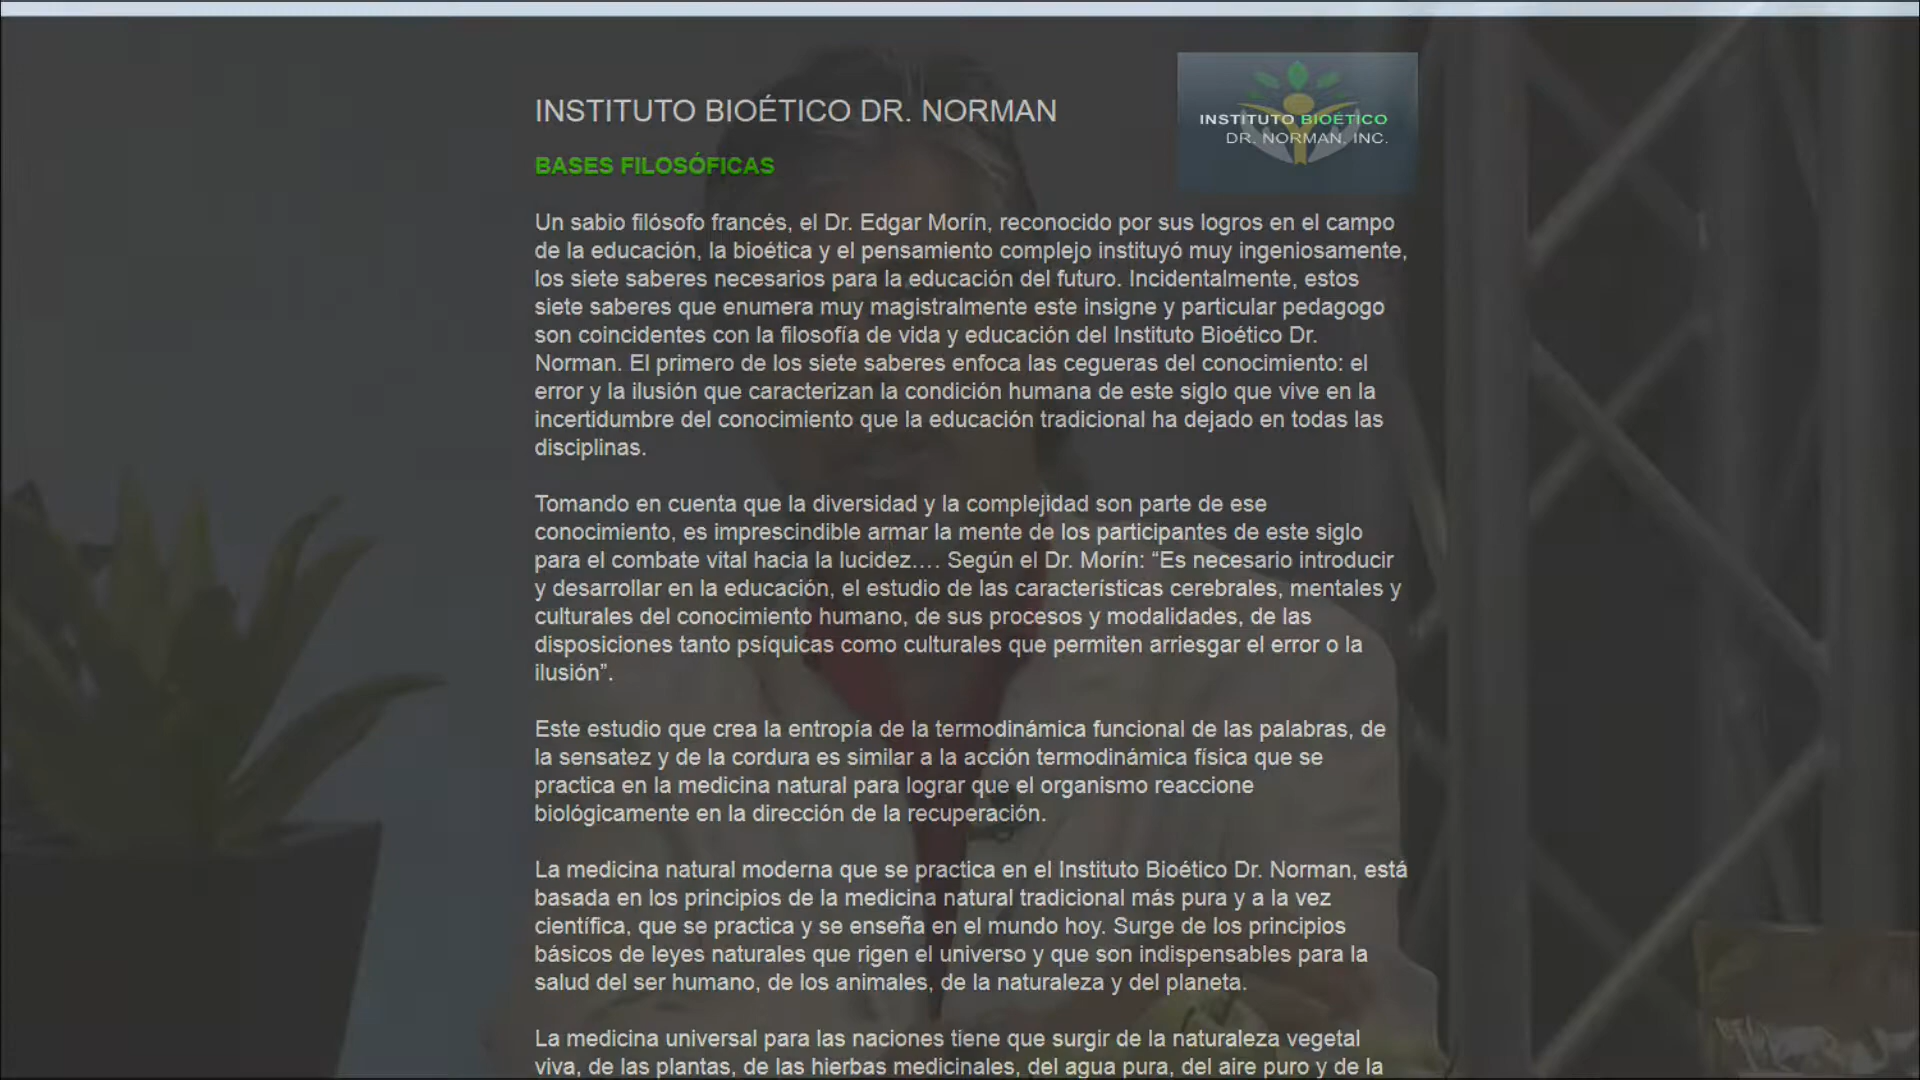 INSTITUTO BIOÉTICO DR. NORMAN
INSTITUTO BIOÉTICO
DR. NORMAN, INC.
BASES FILOSÓFICAS
Un sabio filósofo francés, el Dr. Edgar Morín, reconocido por sus logros en el campo
de la educación, la bioética y el pensamiento complejo instituyó muy ingeniosamente,
los siete saberes necesarios para la educación del futuro. Incidentalmente, estos
siete saberes que enumera muy magistralmente este insigne y particular pedagogo
son coincidentes con la filosofía de vida y educación del Instituto Bioético Dr.
Norman. El primero de los siete saberes enfoca las cegueras del conocimiento: el
error y la ilusión que caracterizan la condición humana de este siglo que vive en la
incertidumbre del conocimiento que la educación tradicional ha dejado en todas las
disciplinas.
Tomando en cuenta que la diversidad y la complejidad son parte de ese
conocimiento, es imprescindible armar la mente de los participantes de este siglo
para el combate vital hacia la lucidez…. Según el Dr. Morín: “Es necesario introducir
y desarrollar en la educación, el estudio de las características cerebrales, mentales y
culturales del conocimiento humano, de sus procesos y modalidades, de las
disposiciones tanto psíquicas como culturales que permiten arriesgar el error o la
ilusión”.
Este estudio que crea la entropía de la termodinámica funcional de las palabras, de
la sensatez y de la cordura es similar a la acción termodinámica física que se
practica en la medicina natural para lograr que el organismo reaccione
biológicamente en la dirección de la recuperación.
La medicina natural moderna que se practica en el Instituto Bioético Dr. Norman, está
basada en los principios de la medicina natural tradicional más pura y a la vez
científica, que se practica y se enseña en el mundo hoy. Surge de los principios
básicos de leyes naturales que rigen el universo y que son indispensables para la
salud del ser humano, de los animales, de la naturaleza y del planeta.
La medicina universal para las naciones tiene que surgir de la naturaleza vegetal
viva, de las plantas, de las hierbas medicinales, del agua pura, del aire puro y de la